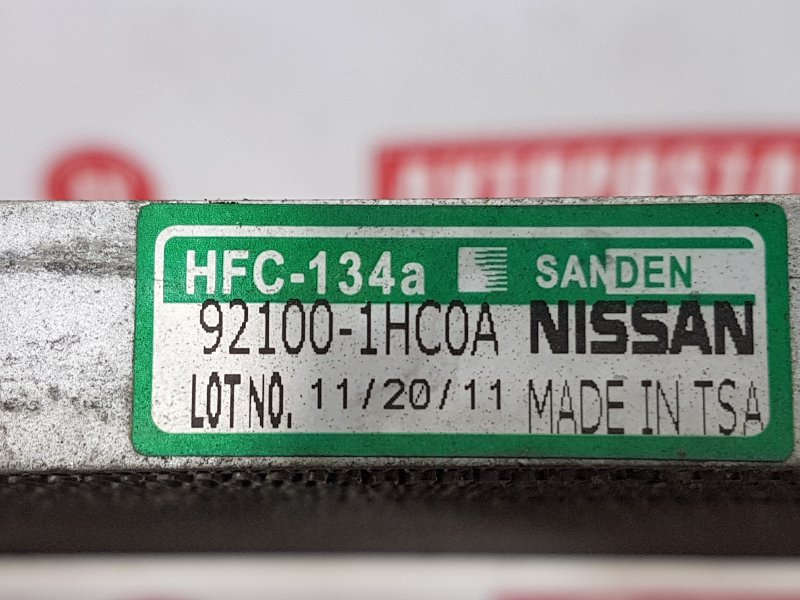 HFC-134a SANDEN
92100-1HC0A NISSAN
LOT NO. 11/20/11 MADE IN TSA